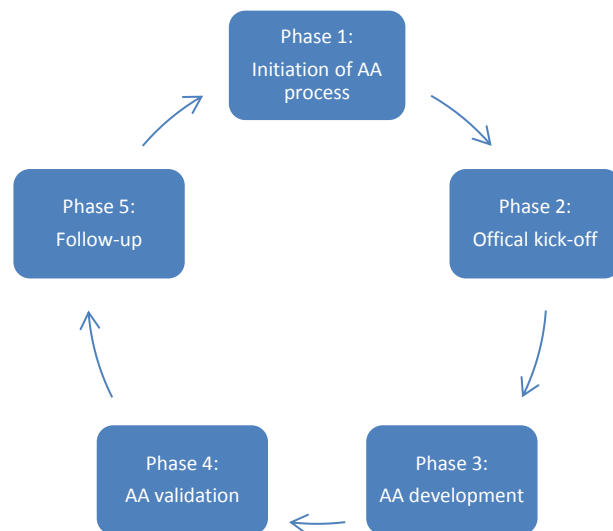 Phase 1:
Initiation of AA
process
Phase 2:
Offical kick-off
Phase 3:
AA development
Phase 4:
AA validation
Phase 5:
Follow-up